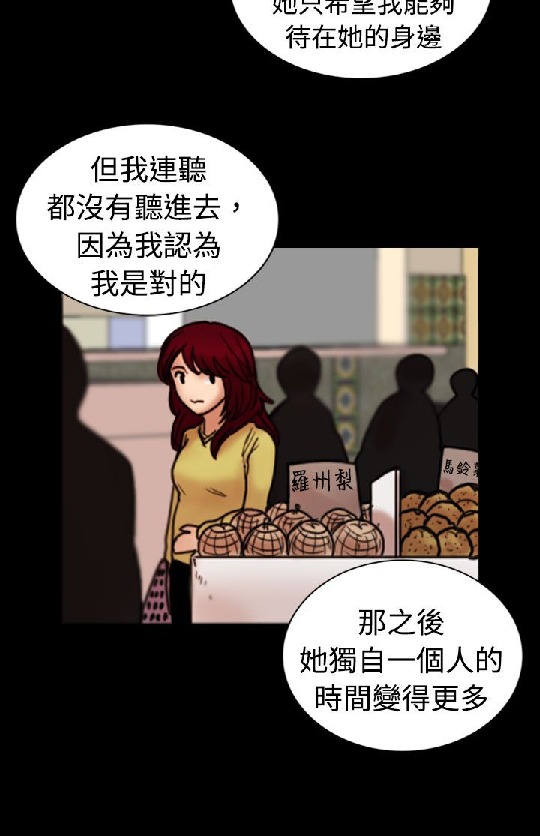 她只希望我能夠
待在她的身邊
但我連聽
都沒有聽進去，
因為我認為
我是對的
羅州梨
馬鈴
那之後
她獨自一個人的
時間變得更多